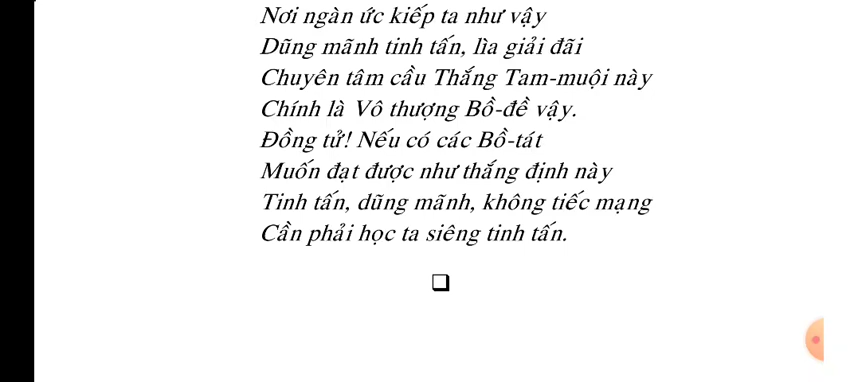 Nơi ngàn ức kiếp ta như vậy
Dũng mãnh tinh tấn, lìa giải đãi
Chuyên tâm cầu Thắng Tam-muội này
Chính là Vô thượng Bồ-đề vậy.
Đồng tử! Nếu có các Bồ-tát
Muốn đạt được như thắng định này
Tinh tấn, dũng mãnh, không tiếc mạng
Cần phải học ta siêng tinh tấn.